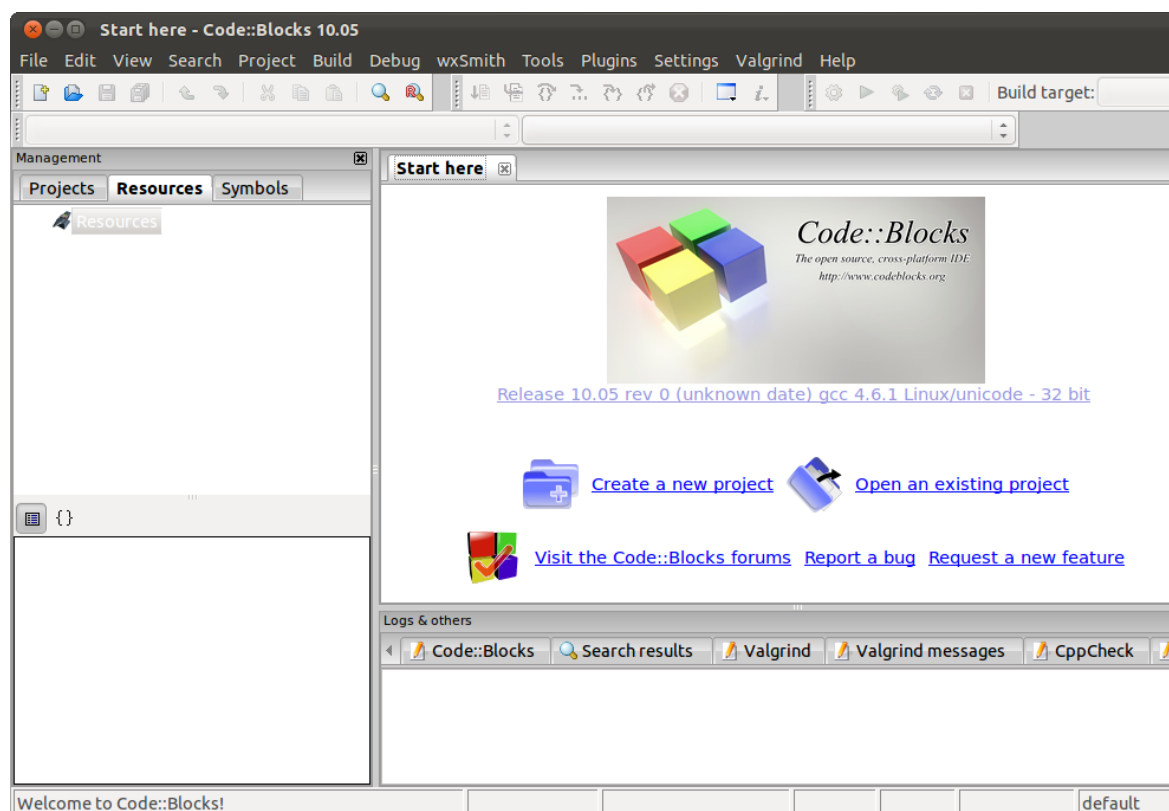 Start here - Code::Blocks 10.05
File Edit View Search Project Build Debug wxSmith Tools Plugins Settings Valgrind Help
Build target:
Management
Projects Resources Symbols
Resources
Start here
Code::Blocks
The open source, cross-platform IDE
http://www.codeblocks.org
Release 10.05 rev 0 (unknown date) gcc 4.6.1 Linux/unicode - 32 bit
Create a new project Open an existing project
{}
Visit the Code::Blocks forums Report a bug Request a new feature
Logs & others
Code::Blocks Search results Valgrind Valgrind messages CppCheck
Welcome to Code::Blocks! default